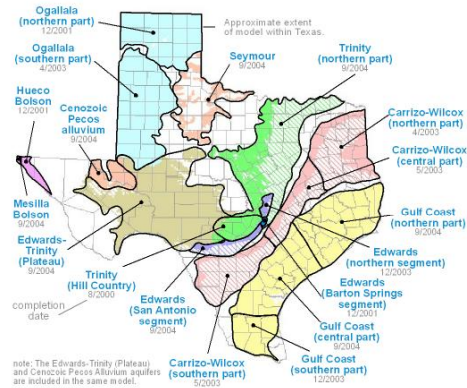 Ogallala
(northern part)
12/2001
Approximate extent
of model within Texas.
Ogallala
(southern part)
4/2003
Seymour
9/2004
Trinity
(northern part)
9/2004
Hueco
Bolson
12/2001
Cenozoic
Pecos
alluvium
9/2004
Carrizo-Wilcox
(northern part)
4/2003
Carrizo-Wilcox
(central part)
5/2003
Mesilla
Bolson
9/2004
Gulf Coast
(northern part)
9/2004
Edwards-
Trinity
(Plateau)
9/2004
Edwards
(northern segment)
12/2003
Trinity
(Hill Country)
8/2000
Edwards
(Barton Springs
segment)
12/2001
completion
date
Edwards
(San Antonio
segment)
9/2004
Gulf Coast
(central part)
9/2004
Carrizo-Wilcox
(southern part)
5/2003
Gulf Coast
(southern part)
12/2003
note: The Edwards-Trinity (Plateau)
and Cenozoic Pecos Alluvium aquifers
are included in the same model.